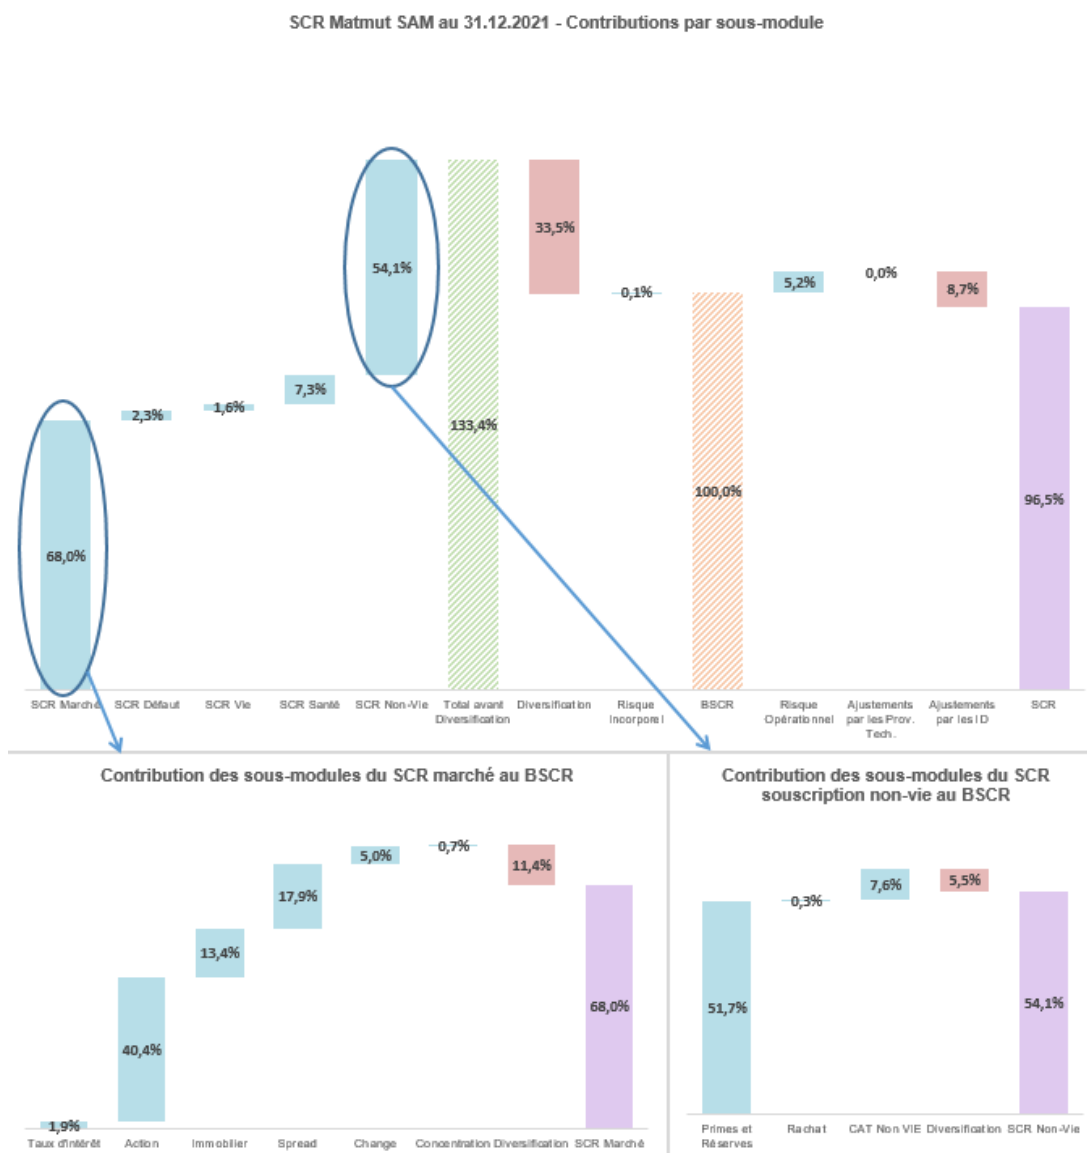 SCR Matmut SAM au 31.12.2021 - Contributions par sous-module
68,0%
2,3%
1,6%
7,3%
54,1%
133,4%
33,5%
0,1%
100,0%
5,2%
0,0%
8,7%
96,5%
SCR Marché
SCR Défaut
SCR Vie
SCR Santé
SCR Non-Vie
Total avant
Diversification
Diversification
Risque
Incorporel
BSCR
Risque
Opérationnel
Ajustements
par les Prov.
Tech.
Ajustements
par les ID
SCR
Contribution des sous-modules du SCR marché au BSCR
1,9%
40,4%
13,4%
17,9%
5,0%
0,7%
11,4%
68,0%
Taux d'intérêt
Action
Immobilier
Spread
Change
Concentration
Diversification
SCR Marché
Contribution des sous-modules du SCR
souscription non-vie au BSCR
51,7%
0,3%
7,6%
5,5%
54,1%
Primes et
Réserves
Rachat
CAT Non VIE
Diversification
SCR Non-Vie